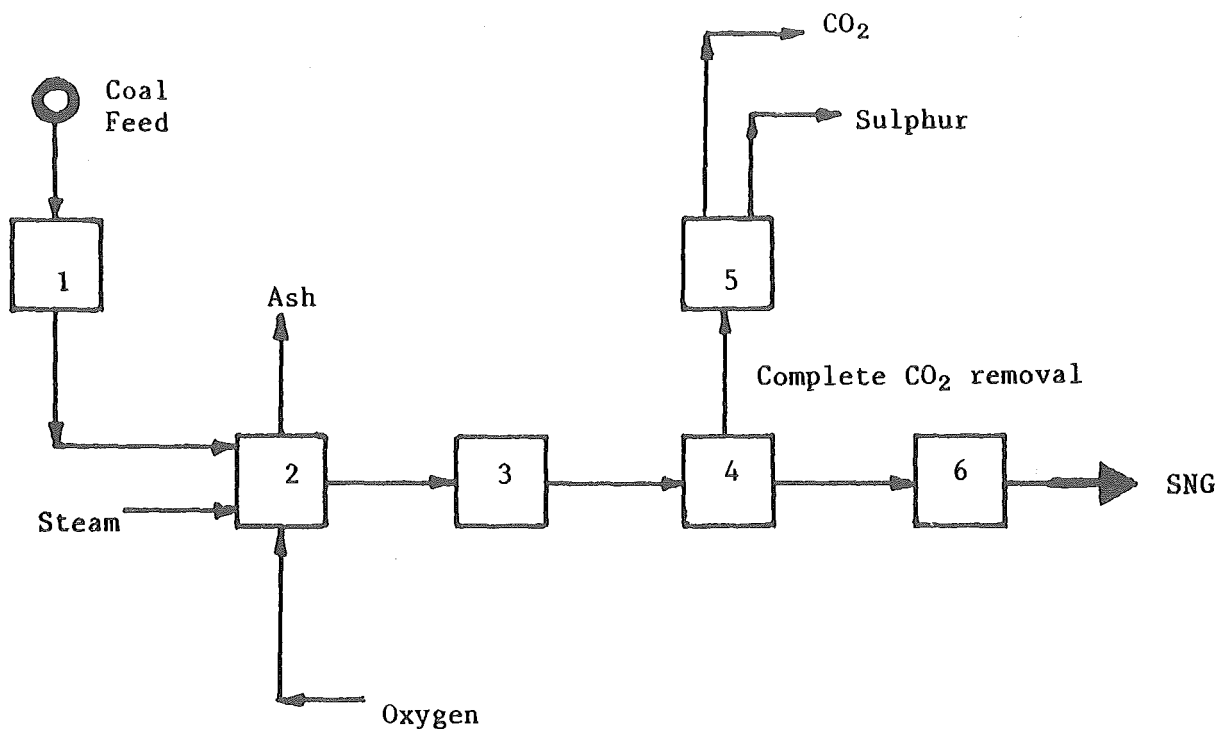 CO₂
Coal
Feed
Sulphur
1
5
Ash
Complete CO₂ removal
2
3
4
6
SNG
Steam
Oxygen